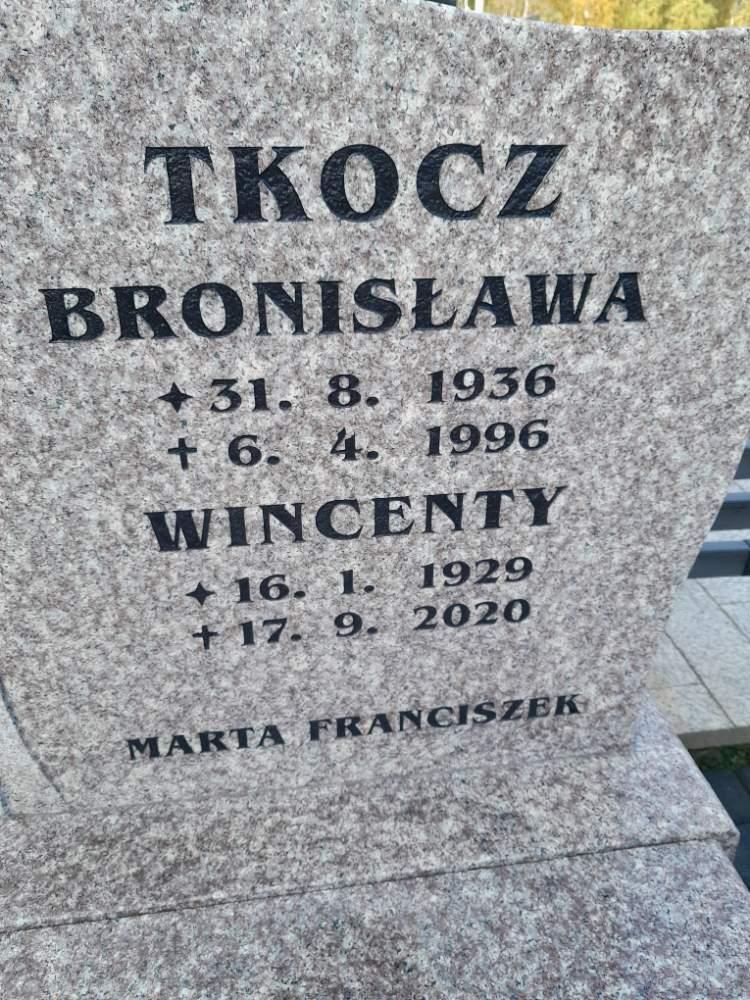 TKOCZ
BRONISŁAWA
✦ 31. 8. 1936
✝ 6. 4. 1996
WINCENTY
✦ 16. 1. 1929
✝ 17. 9. 2020
MARTA FRANCISZEK